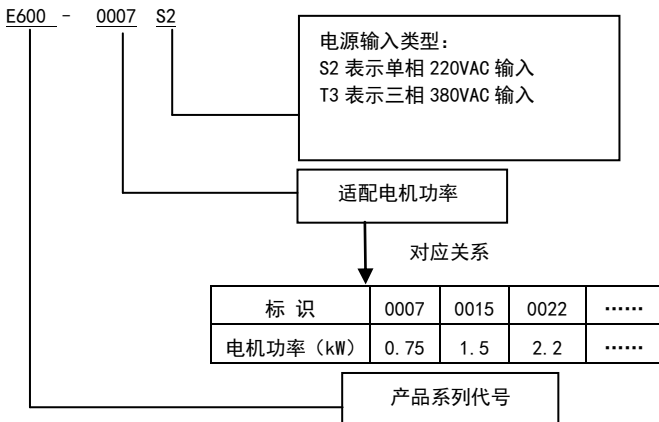 E600 - 0007 S2
电源输入类型：
S2 表示单相 220VAC 输入
T3 表示三相 380VAC 输入
适配电机功率
对应关系
标 识 0007 0015 0022 ……
电机功率（kW） 0.75 1.5 2.2 ……
产品系列代号